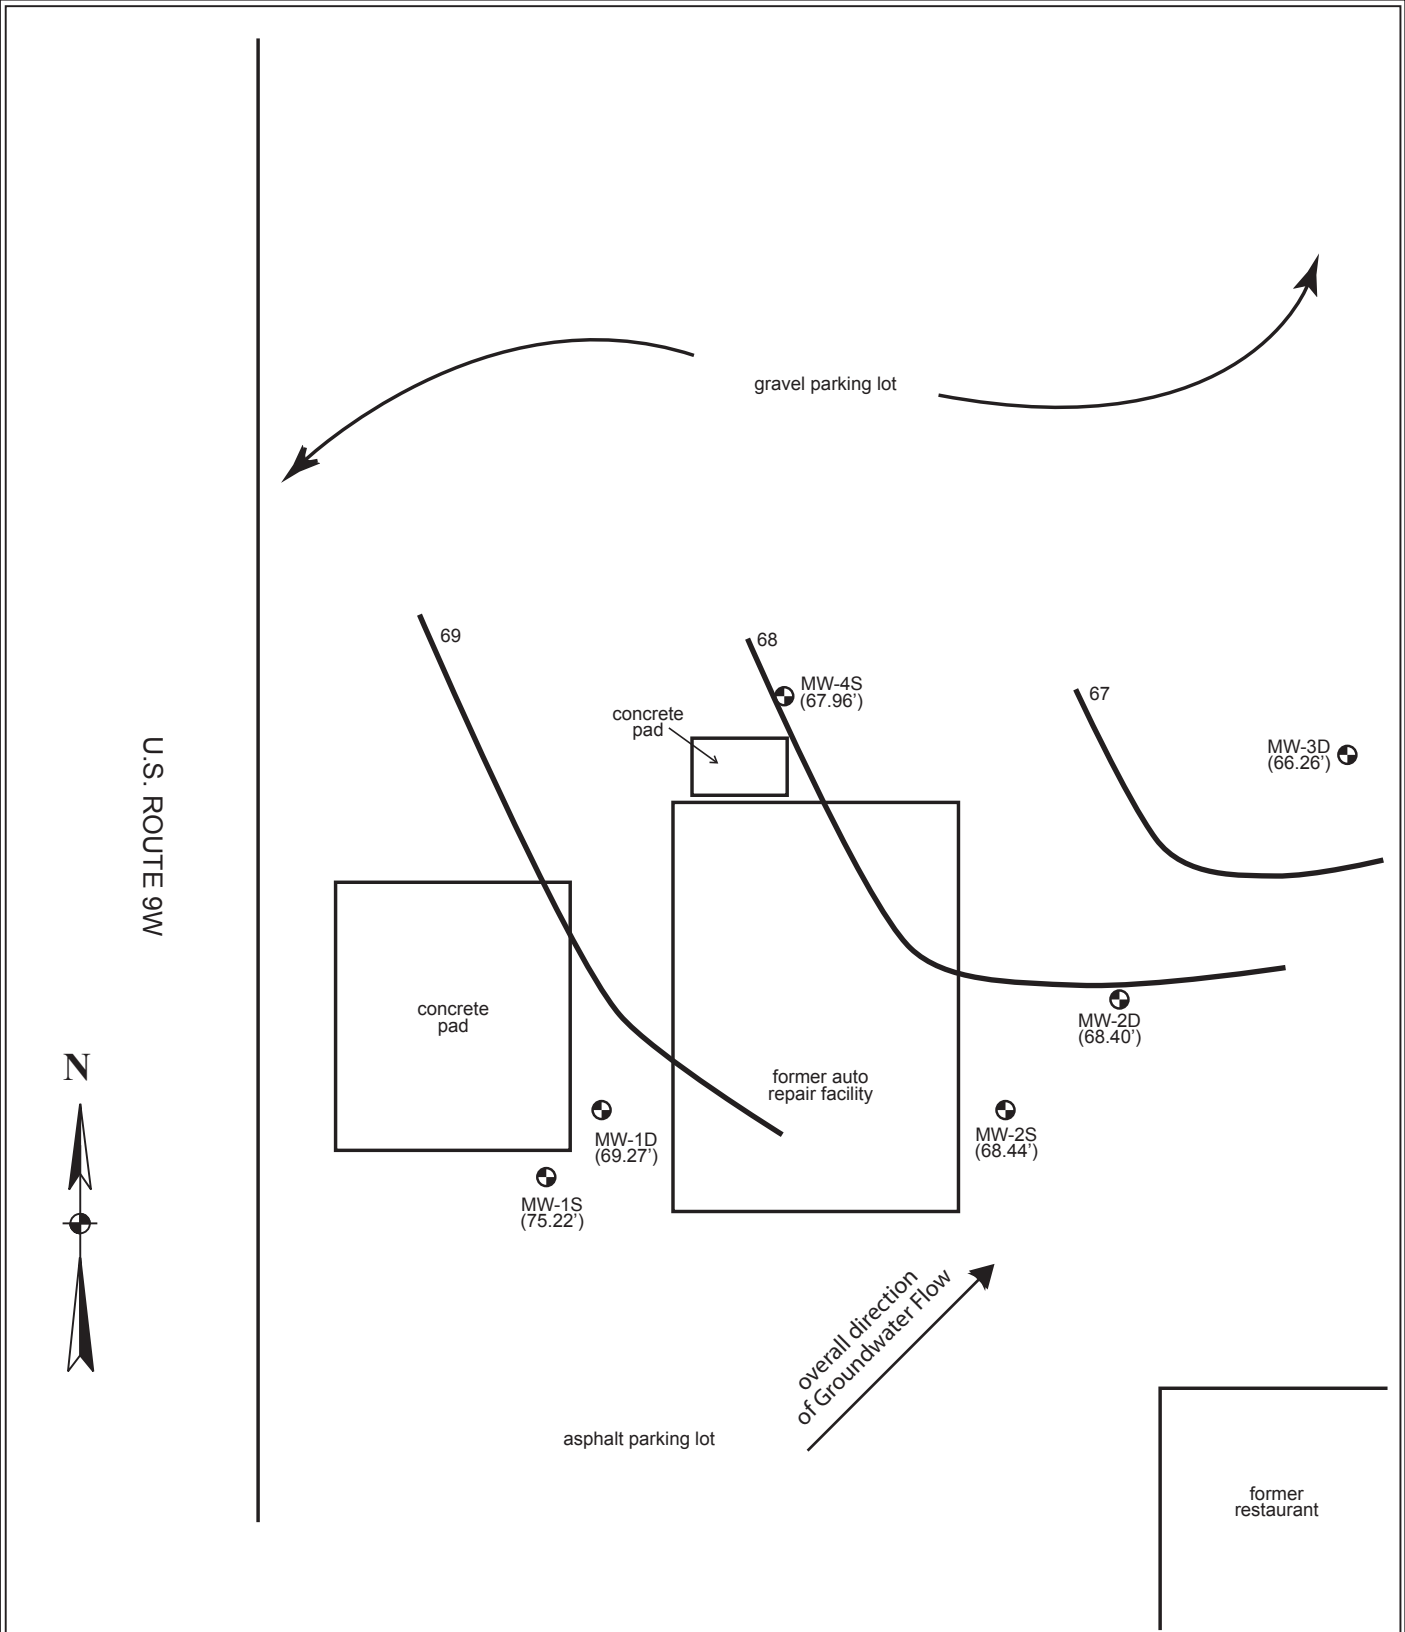 gravel parking lot
69
68
MW-4S
(67.96’)
67
concrete
pad
MW-3D
(66.26’)
U.S. ROUTE 9W
concrete
pad
MW-2D
(68.40’)
N
former auto
repair facility
MW-1D
(69.27’)
MW-2S
(68.44’)
MW-1S
(75.22’)
overall direction
of Groundwater Flow
asphalt parking lot
former
restaurant